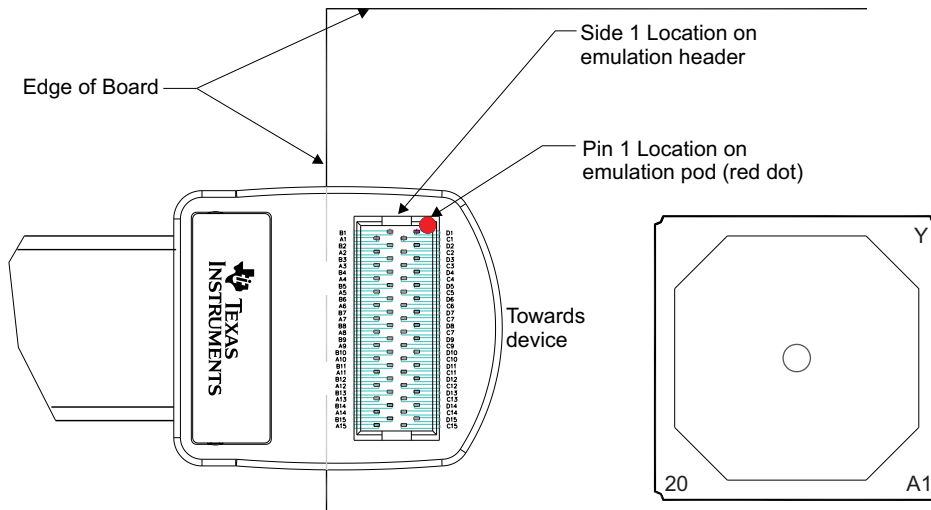 Side 1 Location on
emulation header
Edge of Board
Pin 1 Location on
emulation pod (red dot)
TEXAS
INSTRUMENTS
B1
A1
B2
A2
B3
A3
B4
A4
B5
A5
B6
A6
B7
A7
B8
A8
B9
A9
B10
A10
B11
A11
B12
A12
B13
A13
B14
A14
B15
A15
D1
C1
D2
C2
D3
C3
D4
C4
D5
C5
D6
C6
D7
C7
D8
C7
D9
C9
D10
C10
D11
C11
D12
C12
D13
C13
D14
C14
D15
C15
Towards
device
Y
20
A1